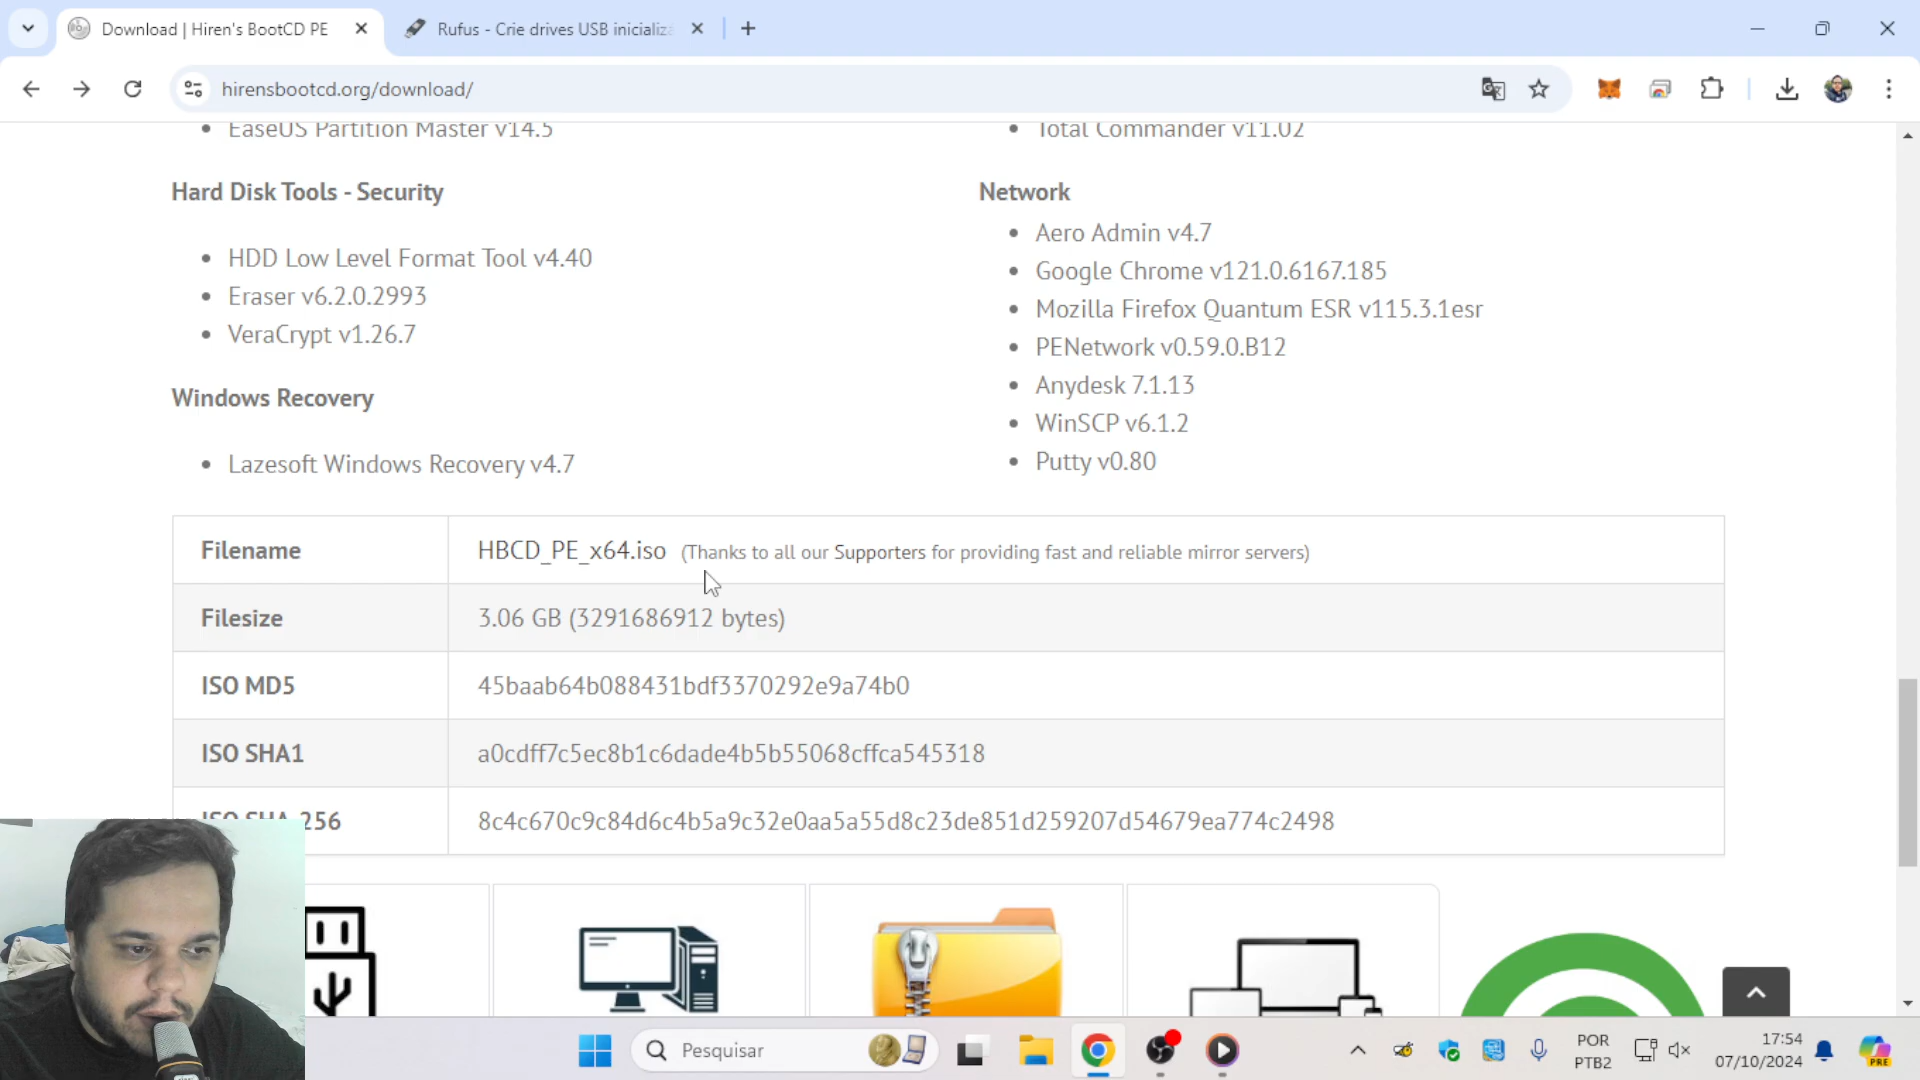 Download | Hiren's BootCD PE
Rufus - Crie drives USB inicializa
hirensbootcd.org/download/
EaseUS Partition Master v14.5
Total Commander v11.02
Hard Disk Tools - Security
HDD Low Level Format Tool v4.40
Eraser v6.2.0.2993
VeraCrypt v1.26.7
Windows Recovery
Lazesoft Windows Recovery v4.7
Network
Aero Admin v4.7
Google Chrome v121.0.6167.185
Mozilla Firefox Quantum ESR v115.3.1esr
PENetwork v0.59.0.B12
Anydesk 7.1.13
WinSCP v6.1.2
Putty v0.80
Filename HBCD_PE_x64.iso (Thanks to all our Supporters for providing fast and reliable mirror servers)
Filesize 3.06 GB (3291686912 bytes)
ISO MD5 45baab64b088431bdf3370292e9a74b0
ISO SHA1 a0cdff7c5ec8b1c6dade4b5b55068cffca545318
ISO SHA-256 8c4c670c9c84d6c4b5a9c32e0aa5a55d8c23de851d259207d54679ea774c2498
Pesquisar
POR
PTB2
17:54
07/10/2024
PRE